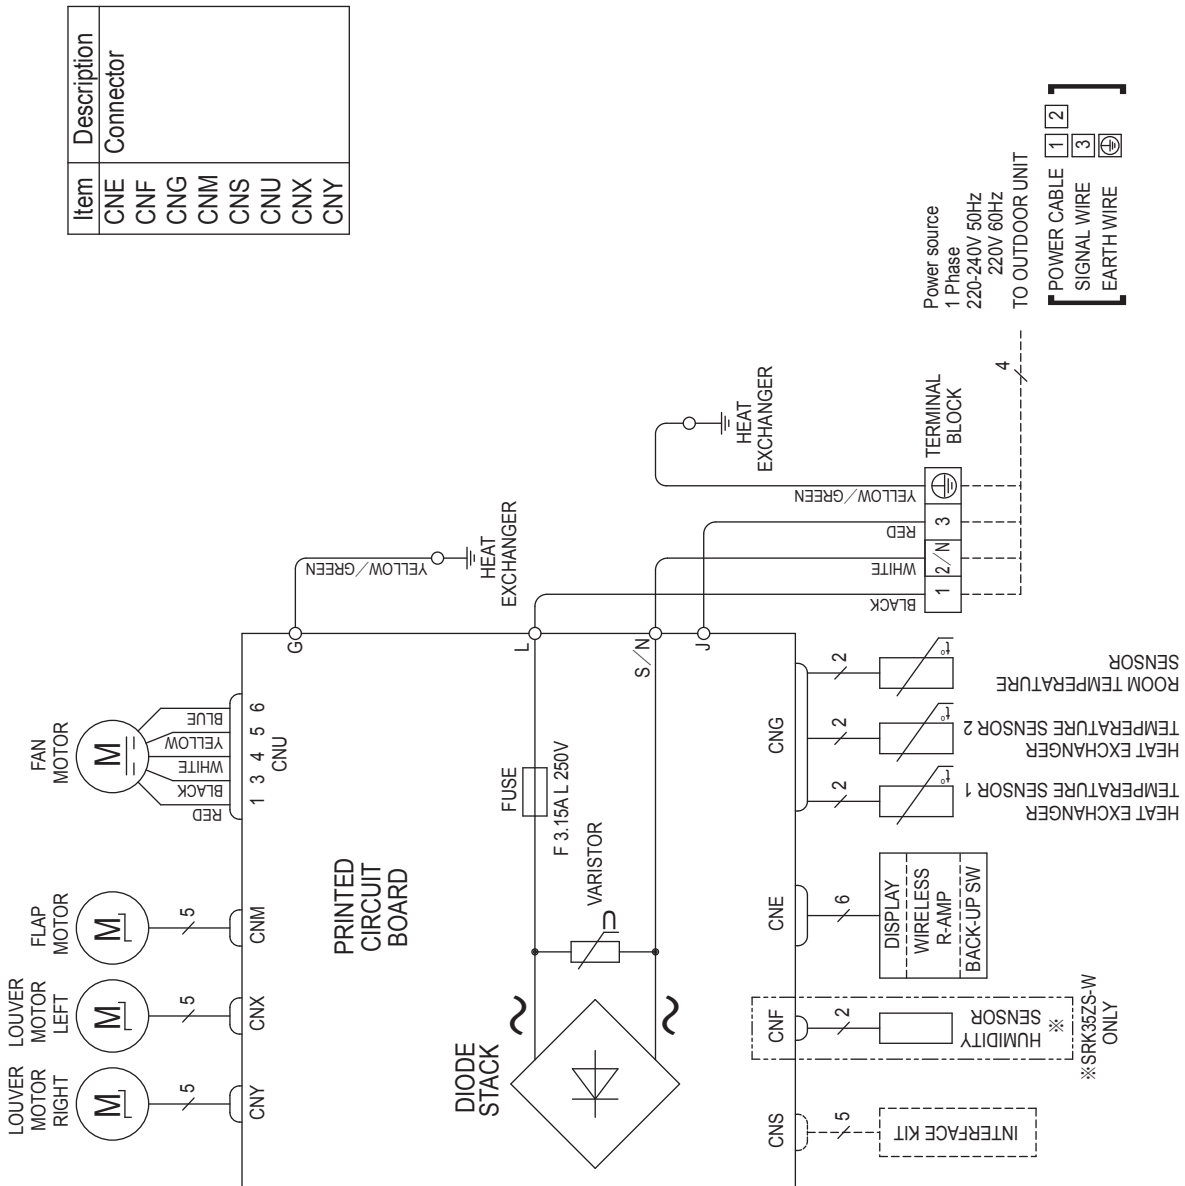 Item Description
CNE Connector
CNF
CNG
CNM
CNS
CNU
CNX
CNY
Power source
1 Phase
220-240V 50Hz
220V 60Hz
TO OUTDOOR UNIT
POWER CABLE 1 2
SIGNAL WIRE 3
EARTH WIRE
4
TERMINAL
BLOCK
1 2/N 3
BLACK
WHITE
RED
YELLOW/GREEN
HEAT
EXCHANGER
YELLOW/GREEN
HEAT
EXCHANGER
G
L
S/N
J
FAN
MOTOR
M
RED
BLACK
WHITE
YELLOW
BLUE
1 3 4 5 6
CNU
FLAP
MOTOR
M
5
CNM
LOUVER
MOTOR
LEFT
M
5
CNX
LOUVER
MOTOR
RIGHT
M
5
CNY
PRINTED
CIRCUIT
BOARD
FUSE
F 3.15A L 250V
VARISTOR
DIODE
STACK
CNG
2
t°
ROOM TEMPERATURE
SENSOR
2
t°
HEAT EXCHANGER
TEMPERATURE SENSOR 2
2
t°
HEAT EXCHANGER
TEMPERATURE SENSOR 1
CNE
6
DISPLAY
WIRELESS
R-AMP
BACK-UP SW
CNF
2
HUMIDITY
SENSOR
※
※SRK35ZS-W
ONLY
CNS
5
INTERFACE KIT